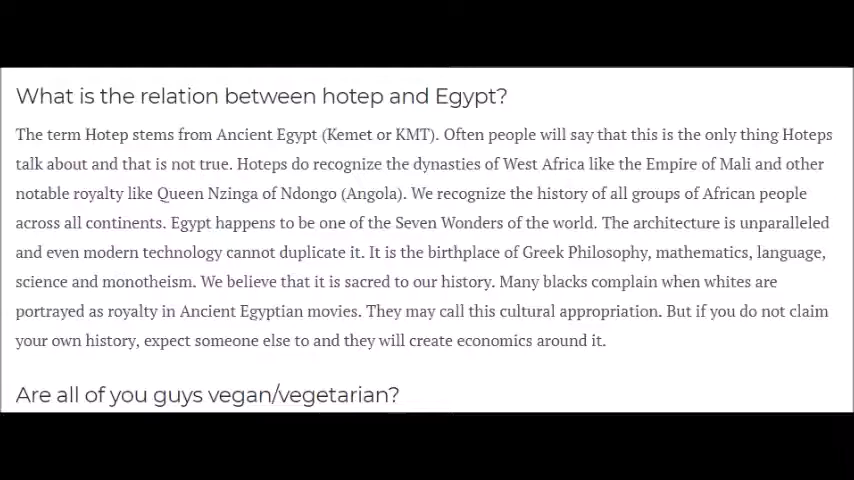 What is the relation between hotep and Egypt?
The term Hotep stems from Ancient Egypt (Kemet or KMT). Often people will say that this is the only thing Hoteps
talk about and that is not true. Hoteps do recognize the dynasties of West Africa like the Empire of Mali and other
notable royalty like Queen Nzinga of Ndongo (Angola). We recognize the history of all groups of African people
across all continents. Egypt happens to be one of the Seven Wonders of the world. The architecture is unparalleled
and even modern technology cannot duplicate it. It is the birthplace of Greek Philosophy, mathematics, language,
science and monotheism. We believe that it is sacred to our history. Many blacks complain when whites are
portrayed as royalty in Ancient Egyptian movies. They may call this cultural appropriation. But if you do not claim
your own history, expect someone else to and they will create economics around it.
Are all of you guys vegan/vegetarian?